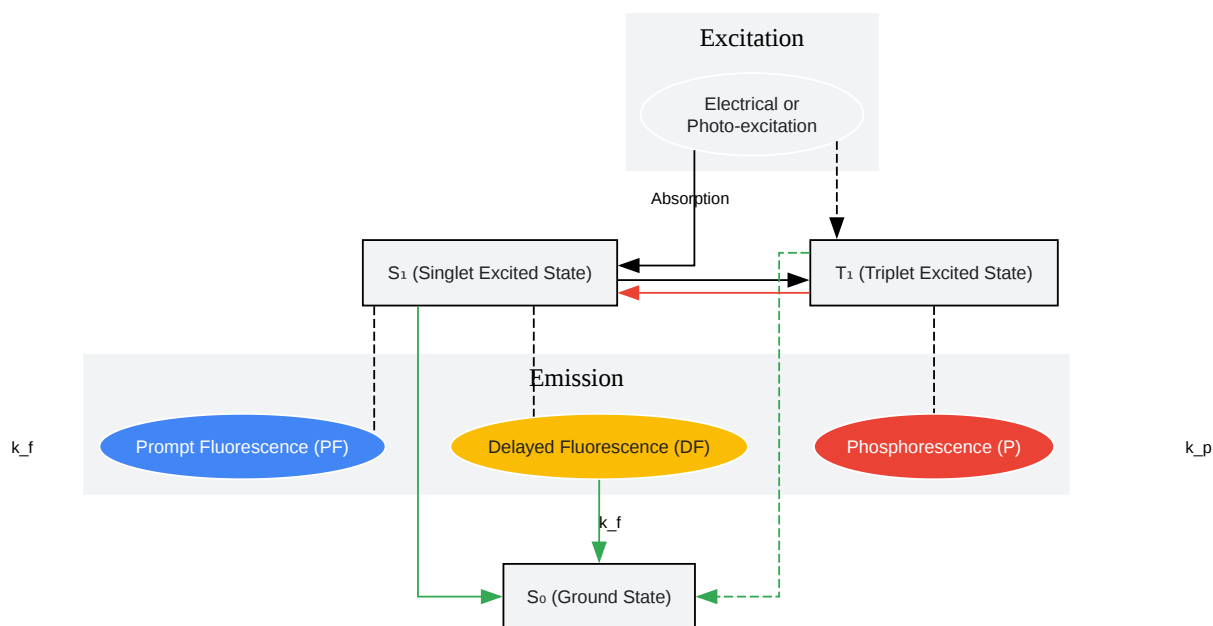 Excitation
Electrical or
Photo-excitation
Absorption
S₁ (Singlet Excited State)
T₁ (Triplet Excited State)
Emission
k_f
Prompt Fluorescence (PF)
Delayed Fluorescence (DF)
Phosphorescence (P)
k_p
k_f
S₀ (Ground State)